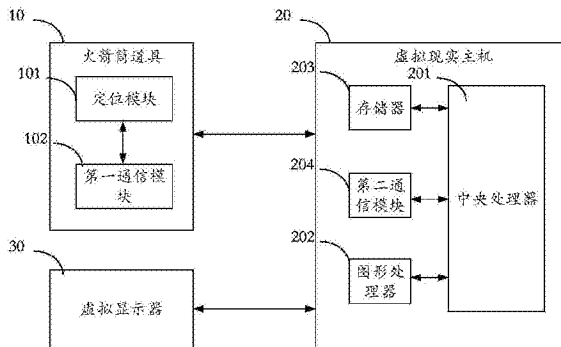 10
火箭筒道具
101
定位模块
102
第一通信模
块
30
虚拟显示器
20
虚拟现实主机
203
存储器
201
204
第二通
信模块
202
图形处
理器
中央处理器